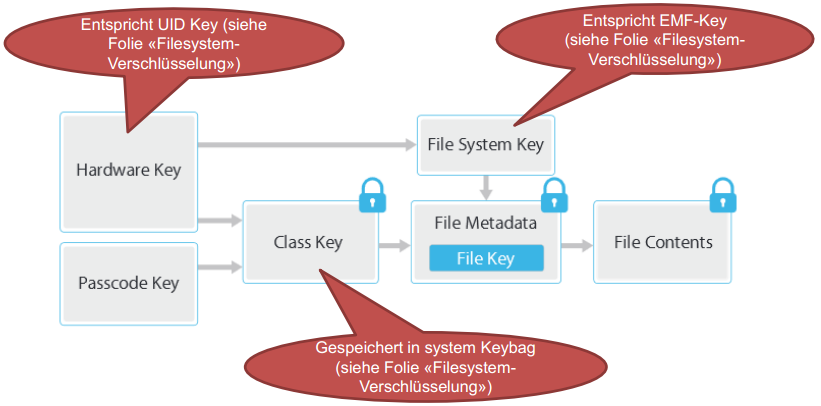 Entspricht UID Key (siehe
Folie «Filesystem-
Verschlüsselung»)
Entspricht EMF-Key
(siehe Folie «Filesystem-
Verschlüsselung»)
Hardware Key
File System Key
Passcode Key
Class Key
File Metadata
File Key
File Contents
Gespeichert in system Keybag
(siehe Folie «Filesystem-
Verschlüsselung»)